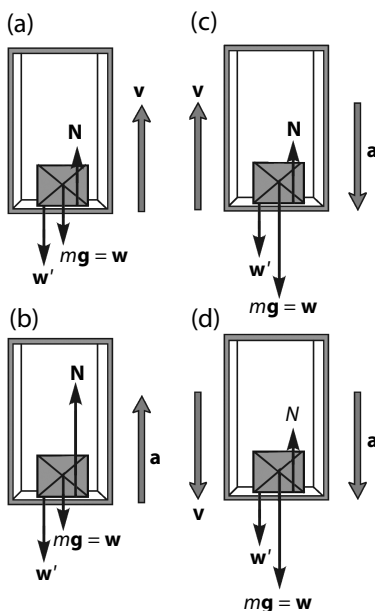 (a)
v
N
w'
mg = w
(b)
N
a
w'
mg = w
(c)
v
N
a
w'
mg = w
(d)
N
a
v
w'
mg = w